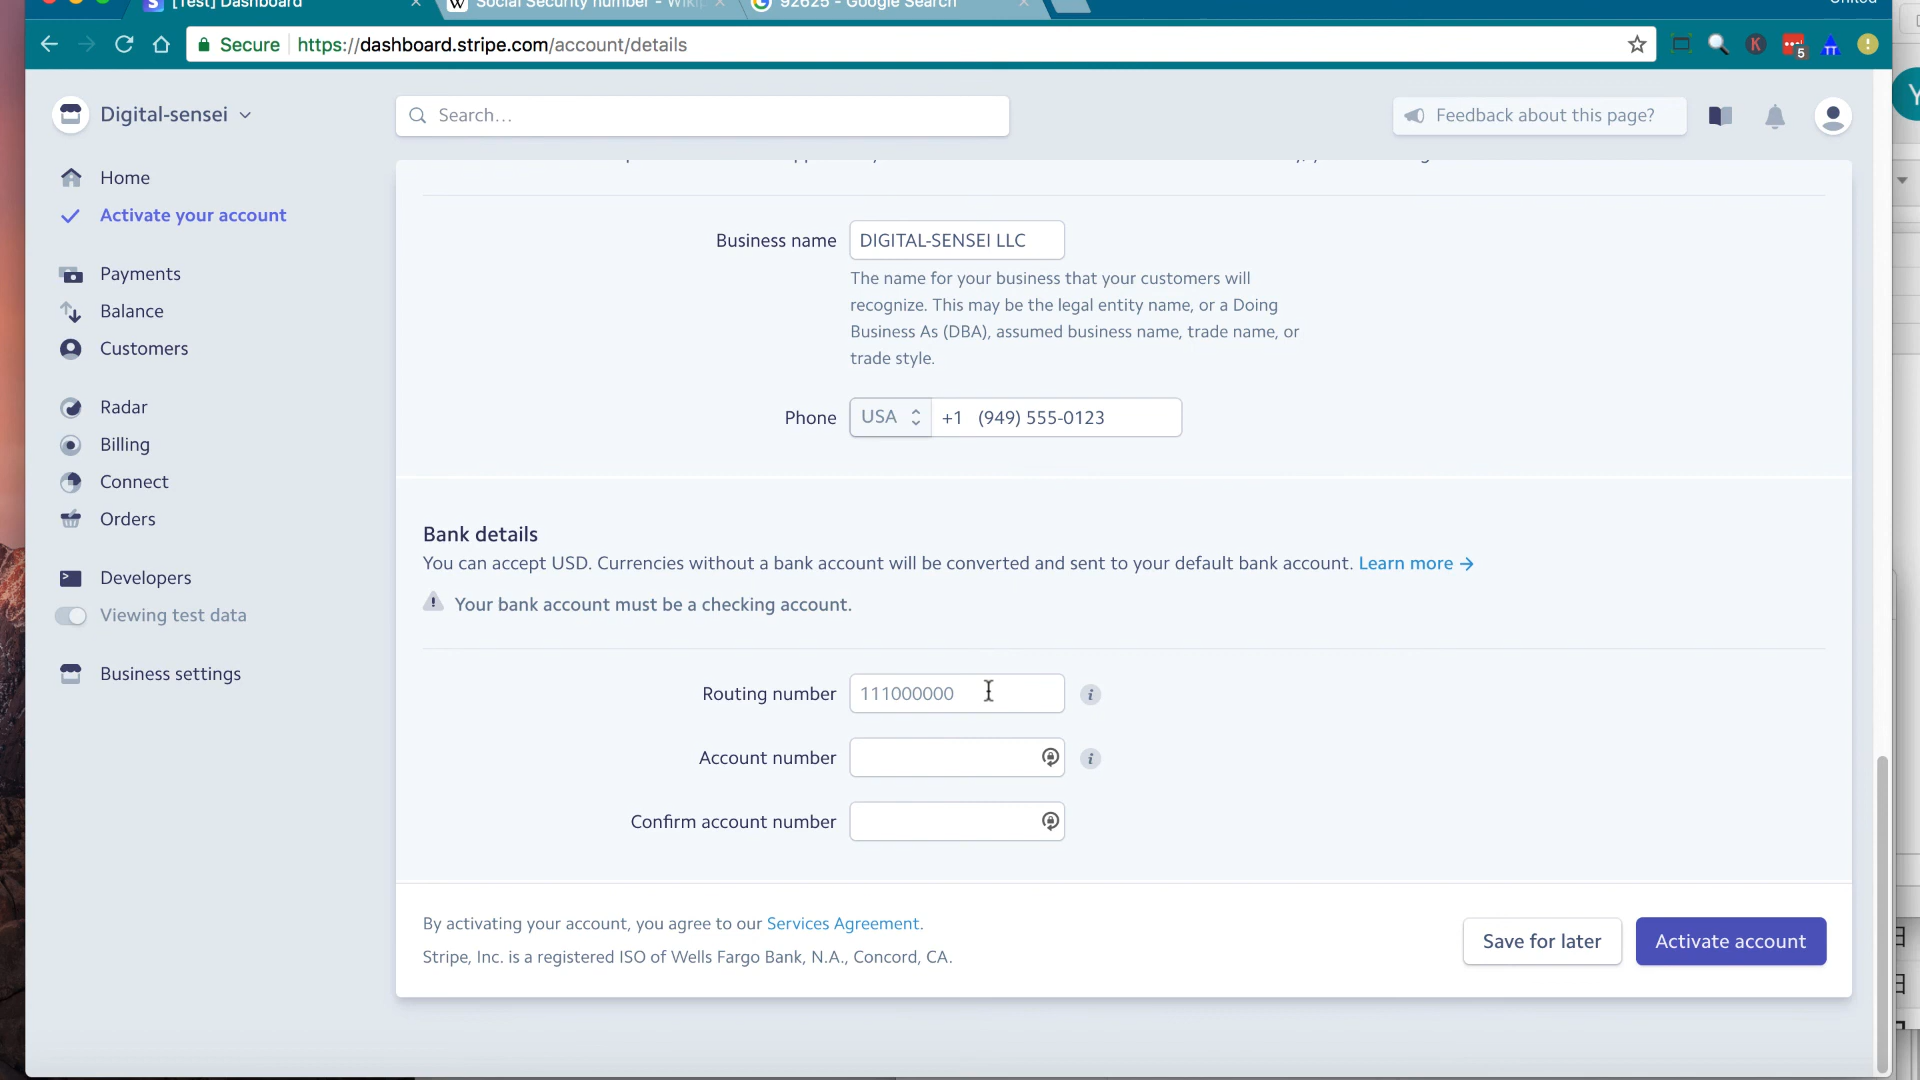 [Test] Dashboard
Social Security number - Wiki
92625 - Google Search
United
Secure
https://dashboard.stripe.com/account/details
5
Digital-sensei
Search...
Feedback about this page?
Home
Activate your account
Payments
Balance
Customers
Radar
Billing
Connect
Orders
Developers
Viewing test data
Business settings
Business name
DIGITAL-SENSEI LLC
The name for your business that your customers will
recognize. This may be the legal entity name, or a Doing
Business As (DBA), assumed business name, trade name, or
trade style.
Phone
USA
+1 (949) 555-0123
Bank details
You can accept USD. Currencies without a bank account will be converted and sent to your default bank account. Learn more →
Your bank account must be a checking account.
Routing number
111000000
Account number
Confirm account number
By activating your account, you agree to our Services Agreement.
Stripe, Inc. is a registered ISO of Wells Fargo Bank, N.A., Concord, CA.
Save for later
Activate account